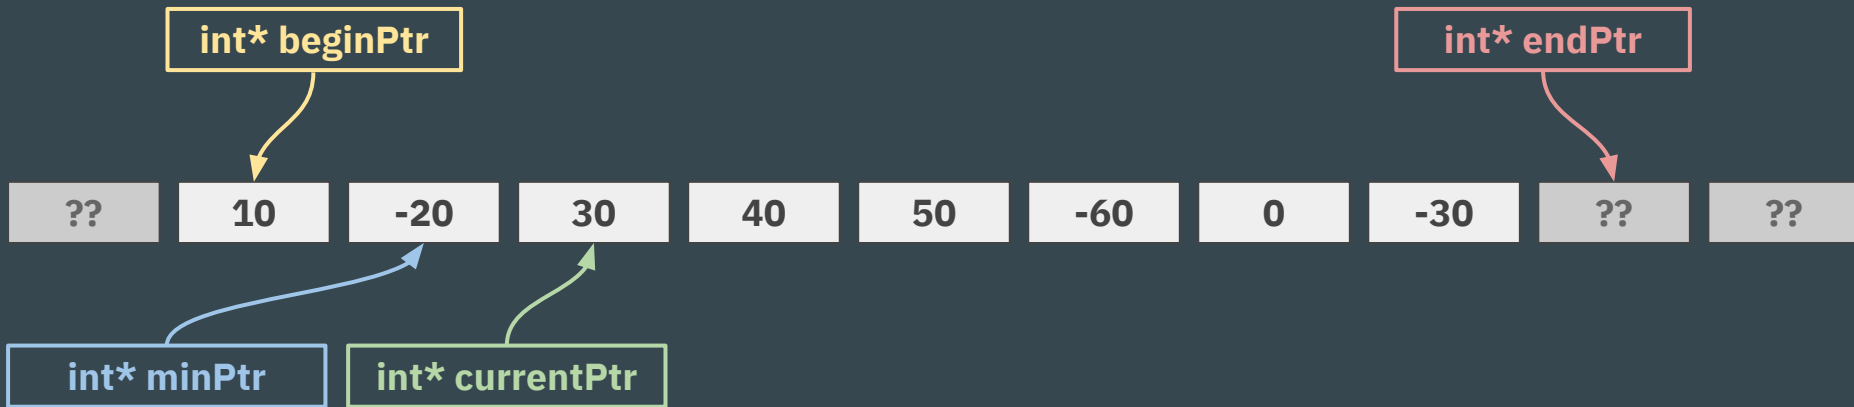 int* beginPtr int* endPtr
?? 10 -20 30 40 50 -60 0 -30 ?? ??
int* minPtr int* currentPtr